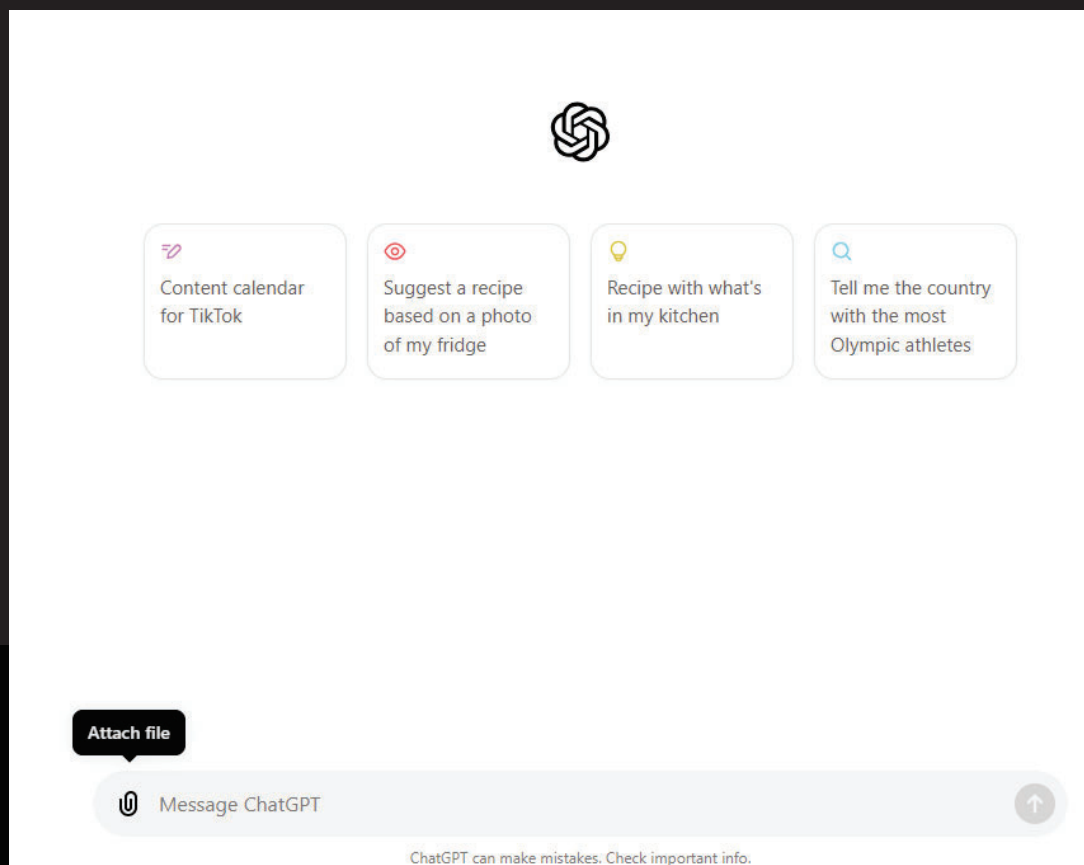 Content calendar
for TikTok
Suggest a recipe
based on a photo
of my fridge
Recipe with what's
in my kitchen
Tell me the country
with the most
Olympic athletes
Attach file
Message ChatGPT
ChatGPT can make mistakes. Check important info.